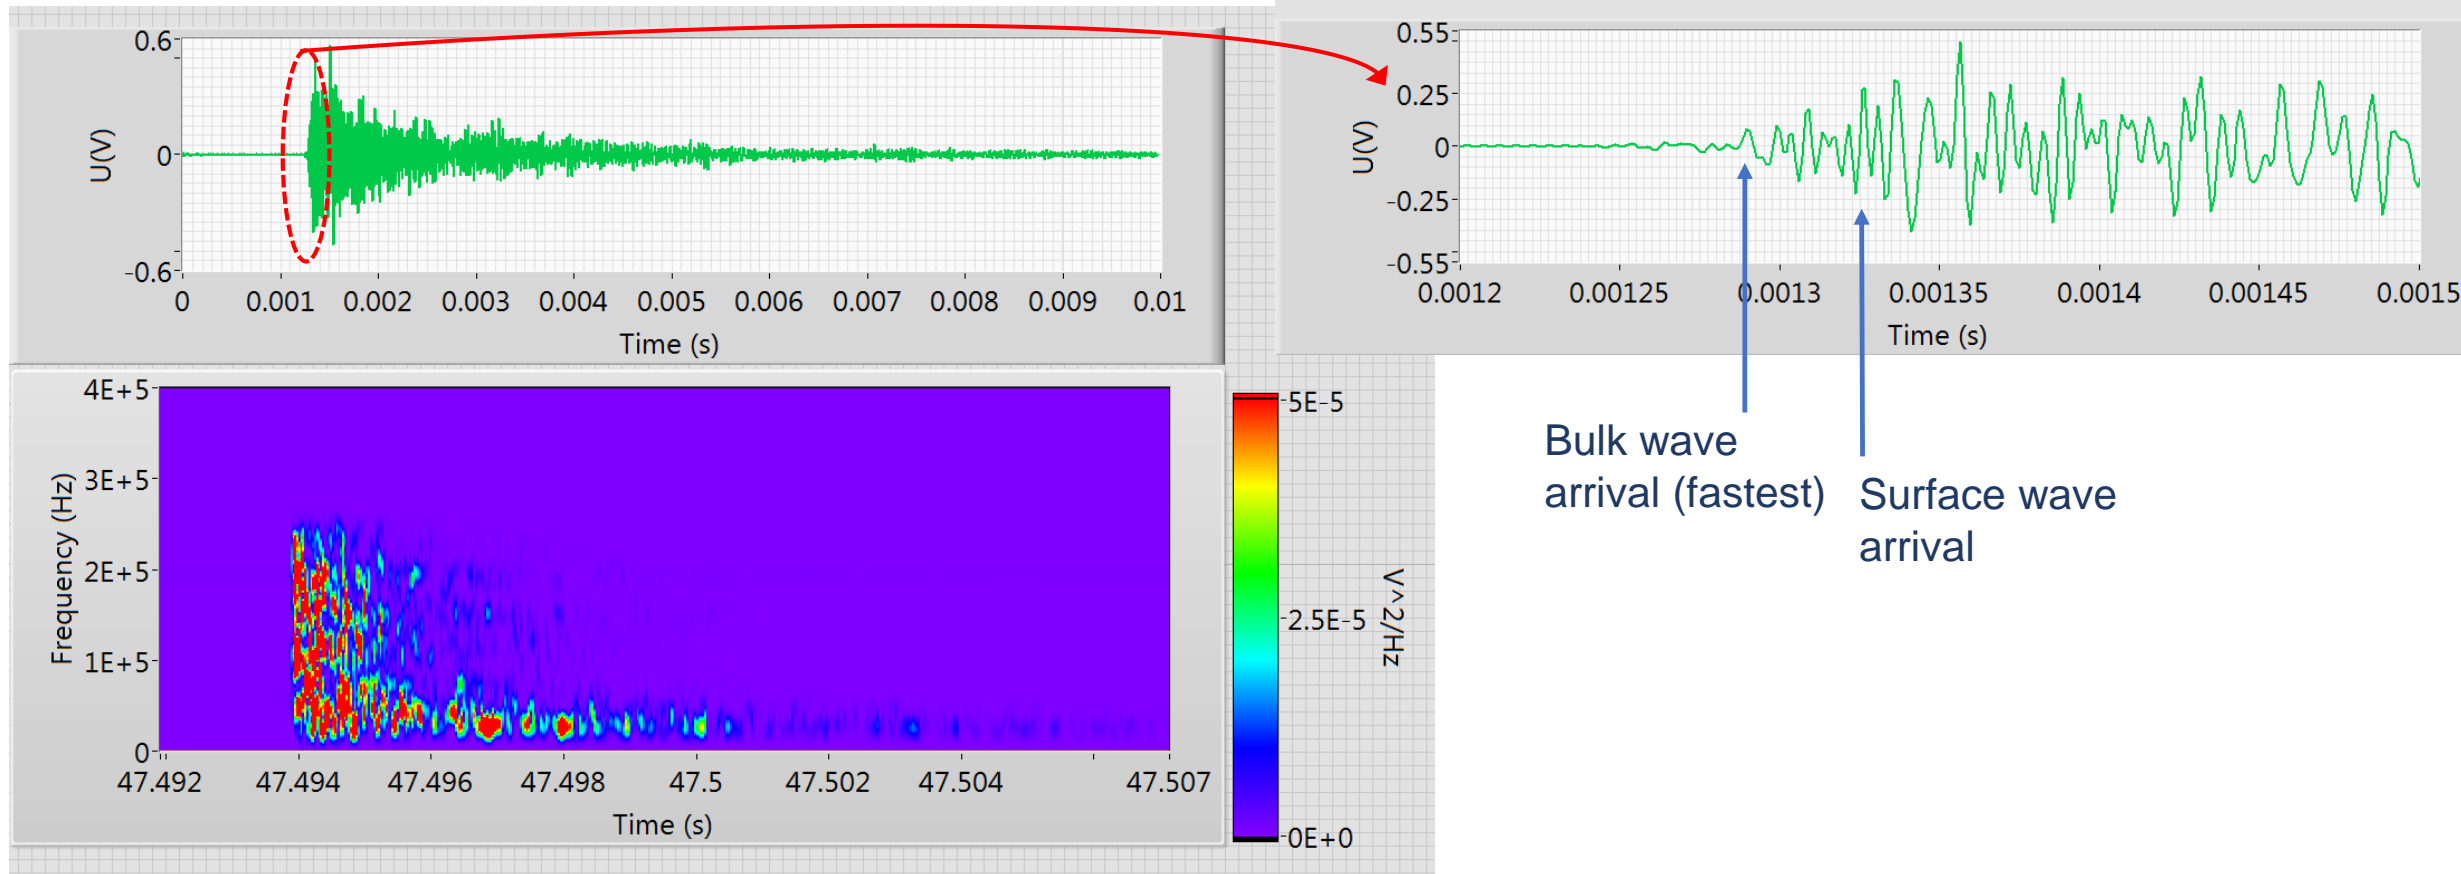 0.6
0
-0.6
U(V)
0 0.001 0.002 0.003 0.004 0.005 0.006 0.007 0.008 0.009 0.01
Time (s)
0.55
0.25
0
-0.25
-0.55
U(V)
0.0012 0.00125 0.0013 0.00135 0.0014 0.00145 0.0015
Time (s)
Bulk wave
arrival (fastest)
Surface wave
arrival
4E+5
3E+5
2E+5
1E+5
0
Frequency (Hz)
47.492 47.494 47.496 47.498 47.5 47.502 47.504 47.507
Time (s)
5E-5
2.5E-5
0E+0
V^2/Hz